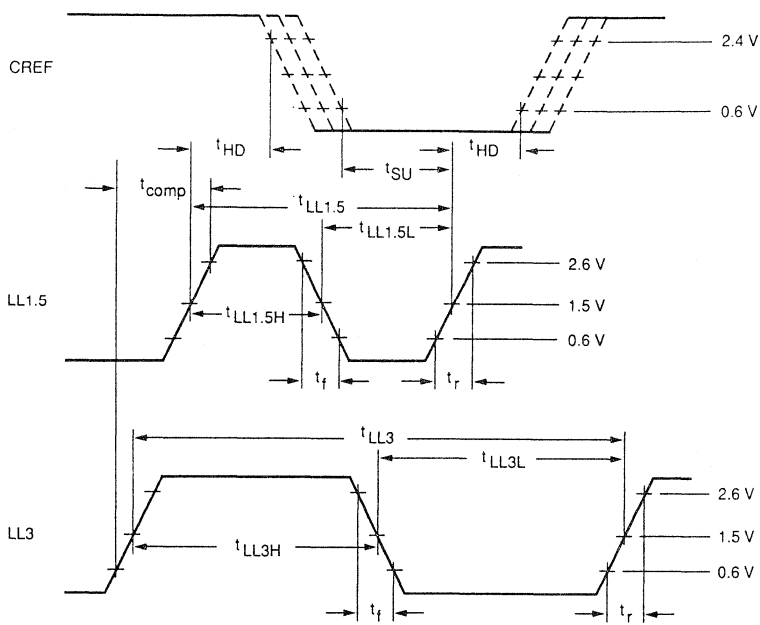 CREF
2.4 V
0.6 V
tHD
tHD
tSU
tcomp
tLL1.5
tLL1.5L
2.6 V
LL1.5
1.5 V
tLL1.5H
0.6 V
tf
tr
tLL3
tLL3L
2.6 V
LL3
1.5 V
tLL3H
0.6 V
tf
tr